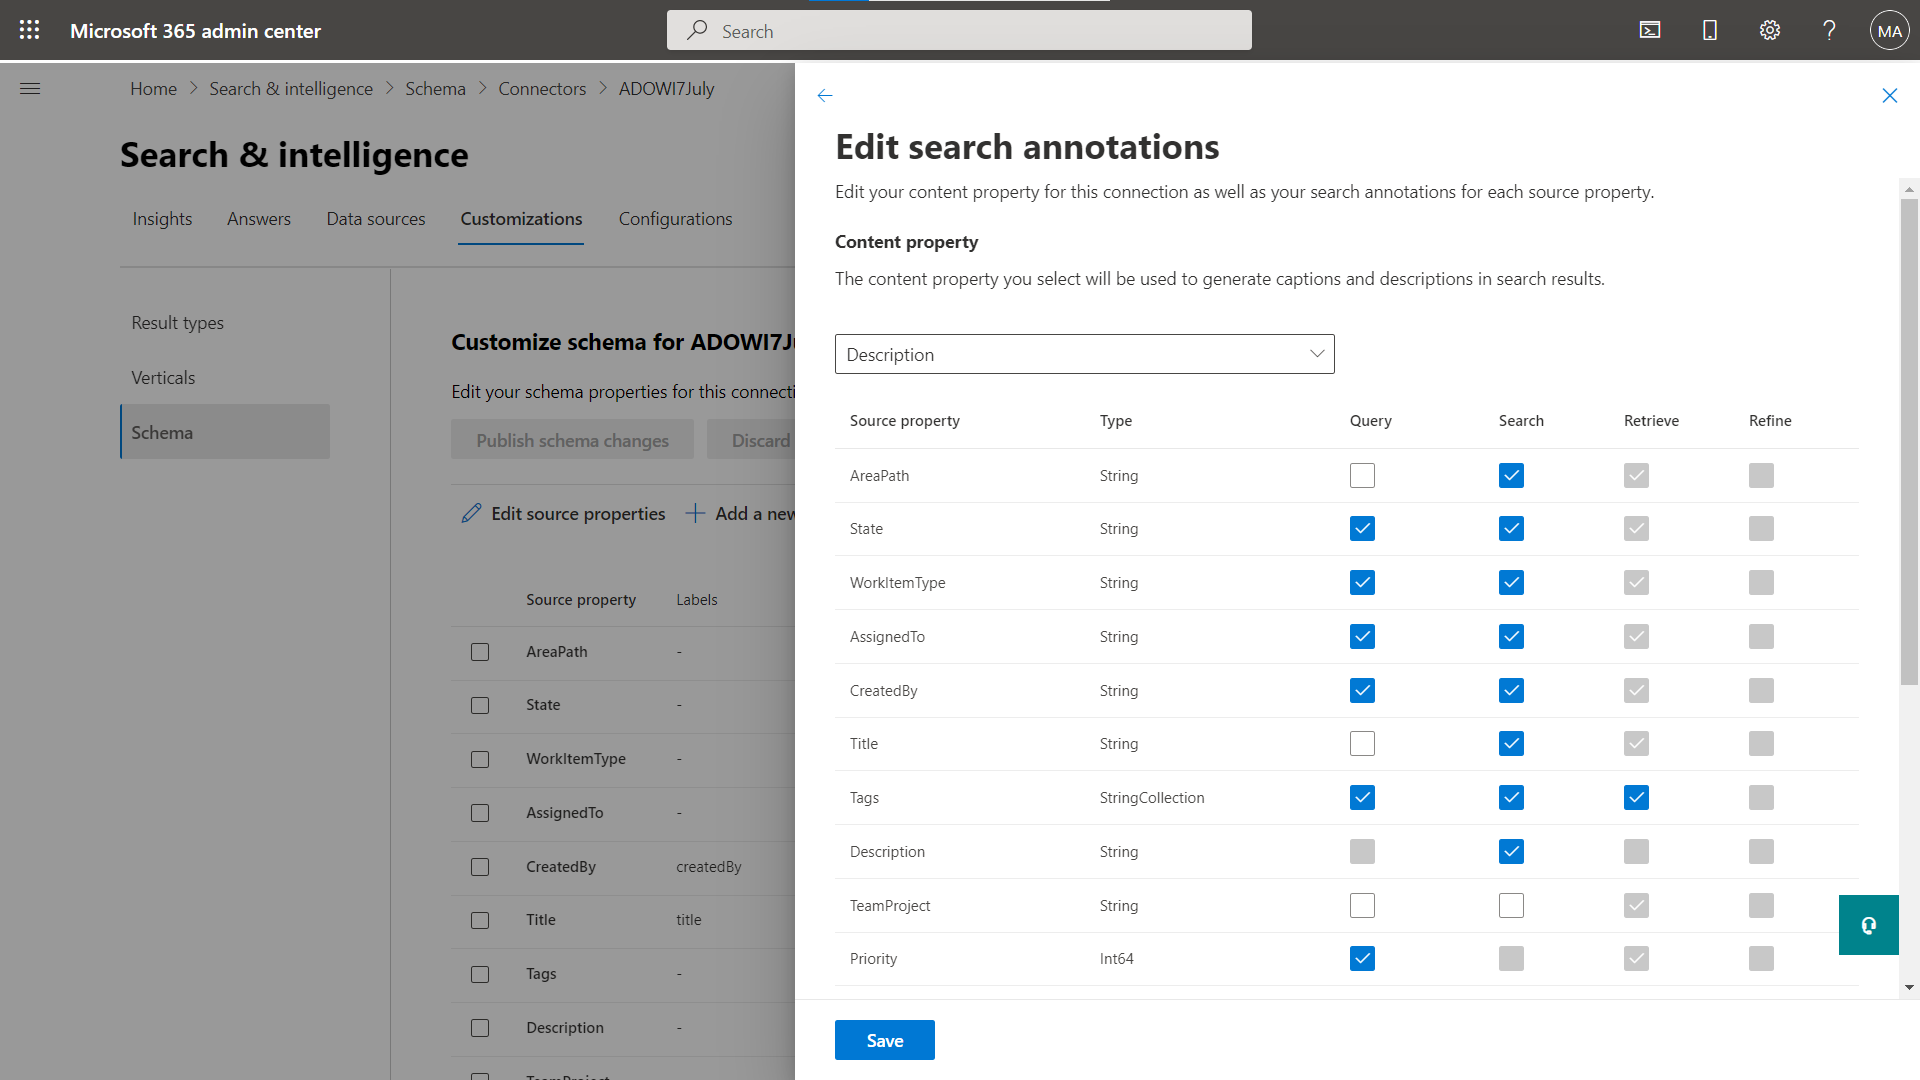 Microsoft 365 admin center
Search
MA
Home
Search & intelligence
Schema
Connectors
ADOWI7July
Search & intelligence
Insights
Answers
Data sources
Customizations
Configurations
Result types
Verticals
Schema
Customize schema for ADOWI7Ju
Edit your schema properties for this connecti
Publish schema changes
Discard
Edit source properties
Add a new
Source property
Labels
AreaPath
-
State
-
WorkItemType
-
AssignedTo
-
CreatedBy
createdBy
Title
title
Tags
-
Description
-
TeamProject
Edit search annotations
Edit your content property for this connection as well as your search annotations for each source property.
Content property
The content property you select will be used to generate captions and descriptions in search results.
Description
Source property
Type
Query
Search
Retrieve
Refine
AreaPath
String
State
String
WorkItemType
String
AssignedTo
String
CreatedBy
String
Title
String
Tags
StringCollection
Description
String
TeamProject
String
Priority
Int64
Save